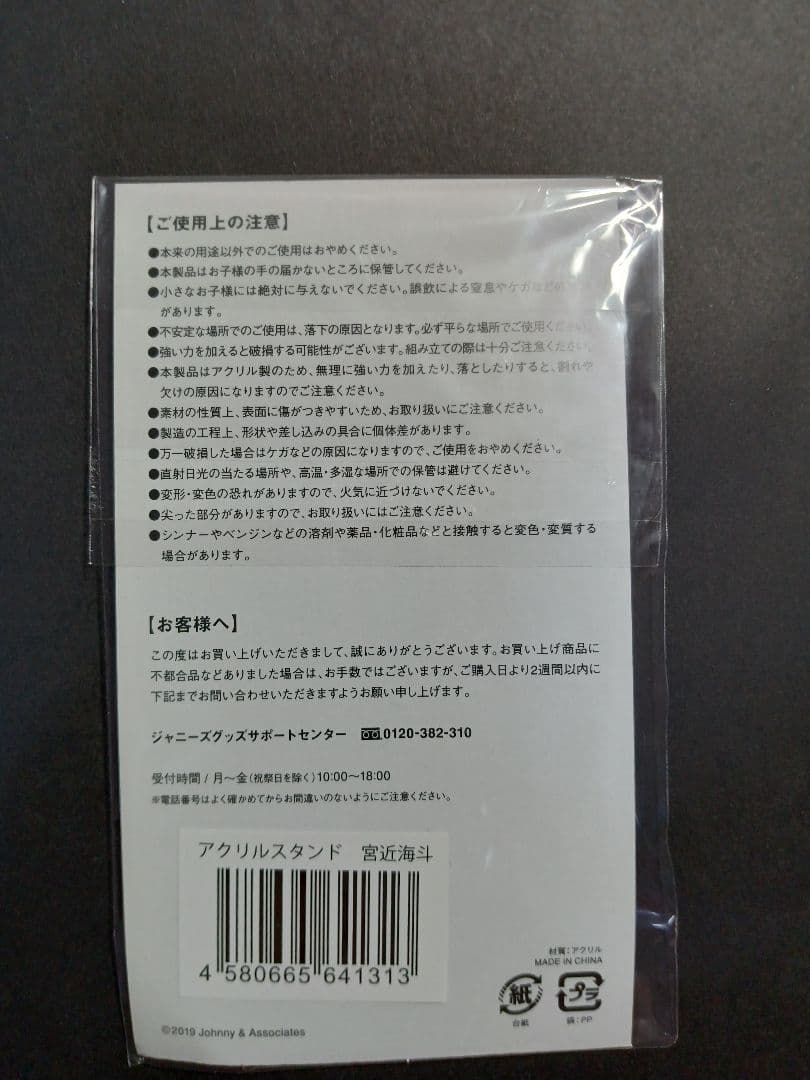 【ご使用上の注意】
●本来の用途以外でのご使用はおやめください。
●本製品はお子様の手の届かないところに保管してください。
●小さなお子様には絶対に与えないでください。誤飲による窒息やケガなどの
があります。
●不安定な場所でのご使用は、落下の原因となります。必ず平らな場所でご使用ください。
●強い力を加えると破損する可能性がございます。組み立ての際は十分ご注意ください。
●本製品はアクリル製のため、無理に強い力を加えたり、落としたりすると、割れや
欠けの原因になりますのでご注意ください。
●素材の性質上、表面に傷がつきやすいため、お取り扱いにご注意ください。
●製造の工程上、形状や差し込みの具合に個体差があります。
●万一破損した場合はケガなどの原因になりますので、ご使用をおやめください。
●直射日光の当たる場所や、高温・多湿な場所での保管は避けてください。
●変形・変色の恐れがありますので、火気に近づけないでください。
●尖った部分がありますので、お取り扱いにはご注意ください。
●シンナーやベンジンなどの溶剤や薬品・化粧品などと接触すると変色・変質する
場合があります。
【お客様へ】
この度はお買い上げいただきまして、誠にありがとうございます。お買い上げ商品に
不都合品などありました場合は、お手数ではございますが、ご購入日より2週間以内に
下記までお問い合わせいただきますようお願い申し上げます。
ジャニーズグッズサポートセンター 0120-382-310
受付時間 / 月〜金(祝祭日を除く)10:00〜18:00
※電話番号はよく確かめてからお間違いのないようにご注意ください。
アクリルスタンド 宮近海斗
4 580665 641313
材質:アクリル
MADE IN CHINA
紙 プラ
台紙 袋:PP
©2019 Johnny & Associates